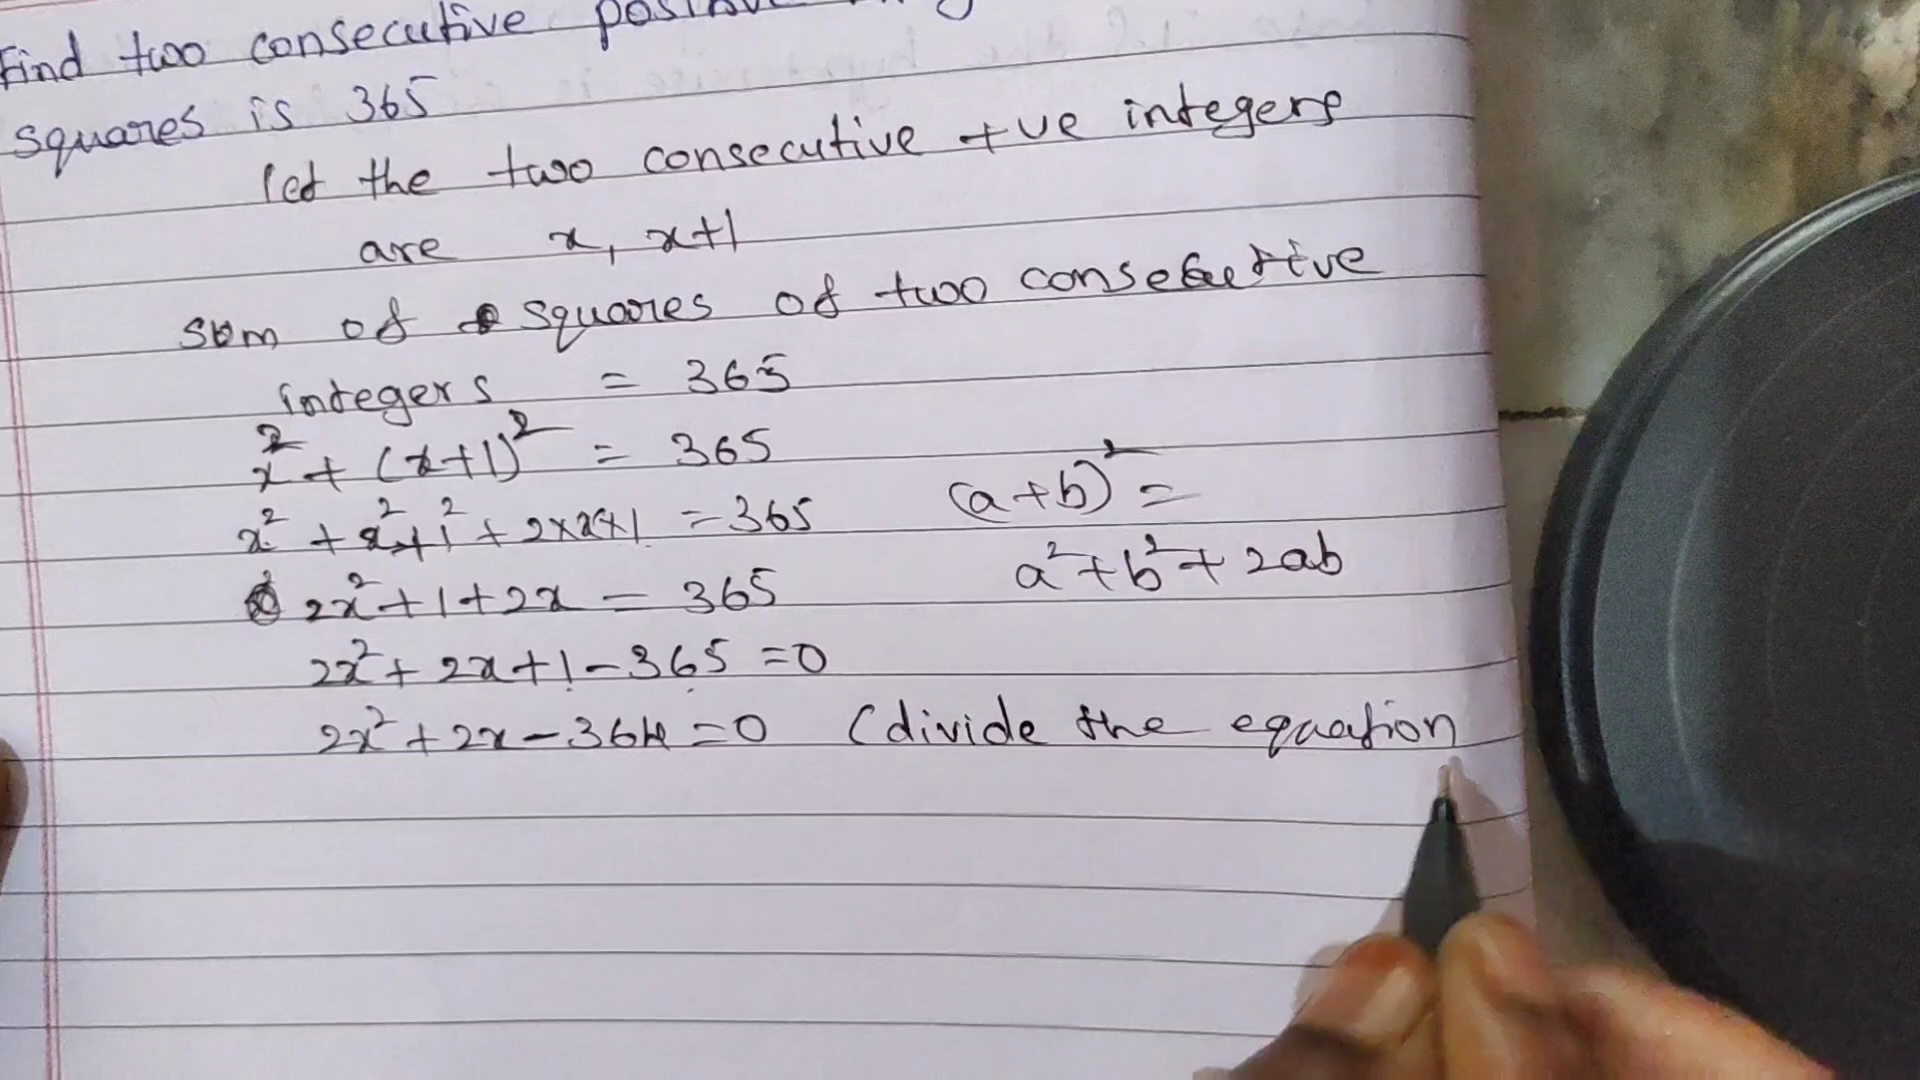 Find two consecutive
squares is 365
let the two consecutive +ve integers
are x, x+1
sum of squares of two consecutive
integers = 365
x² + (x+1)² = 365
x² + x²+1² + 2×x×1 = 365
(a+b)² =
a²+b²+2ab
2x²+1+2x = 365
2x²+2x+1-365 =0
2x²+2x-364=0 (divide the equation